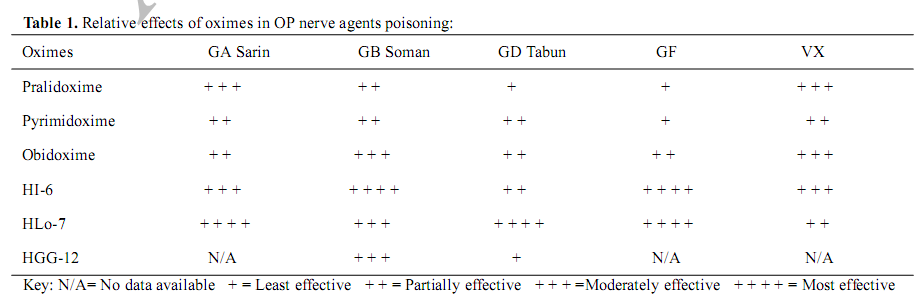 Table 1. Relative effects of oximes in OP nerve agents poisoning:
Oximes GA Sarin GB Soman GD Tabun GF VX
Pralidoxime + + + + + + + + + +
Pyrimidoxime + + + + + + + + +
Obidoxime + + + + + + + + + + + +
HI-6 + + + + + + + + + + + + + + + +
HLo-7 + + + + + + + + + + + + + + + + +
HGG-12 N/A + + + + N/A N/A
Key: N/A= No data available + = Least effective + + = Partially effective + + + =Moderately effective + + + + = Most effective